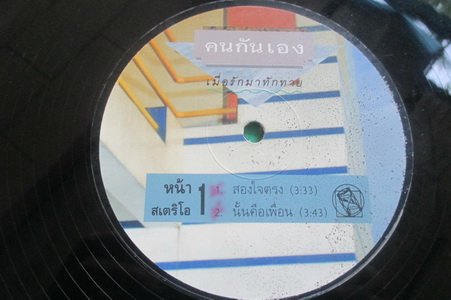 คนกันเอง
เมื่อรักมาทักทาย
หน้า 1
สเตริโอ
1. สองใจตรง (3:33)
2. นั้นคือเพื่อน (3:43)